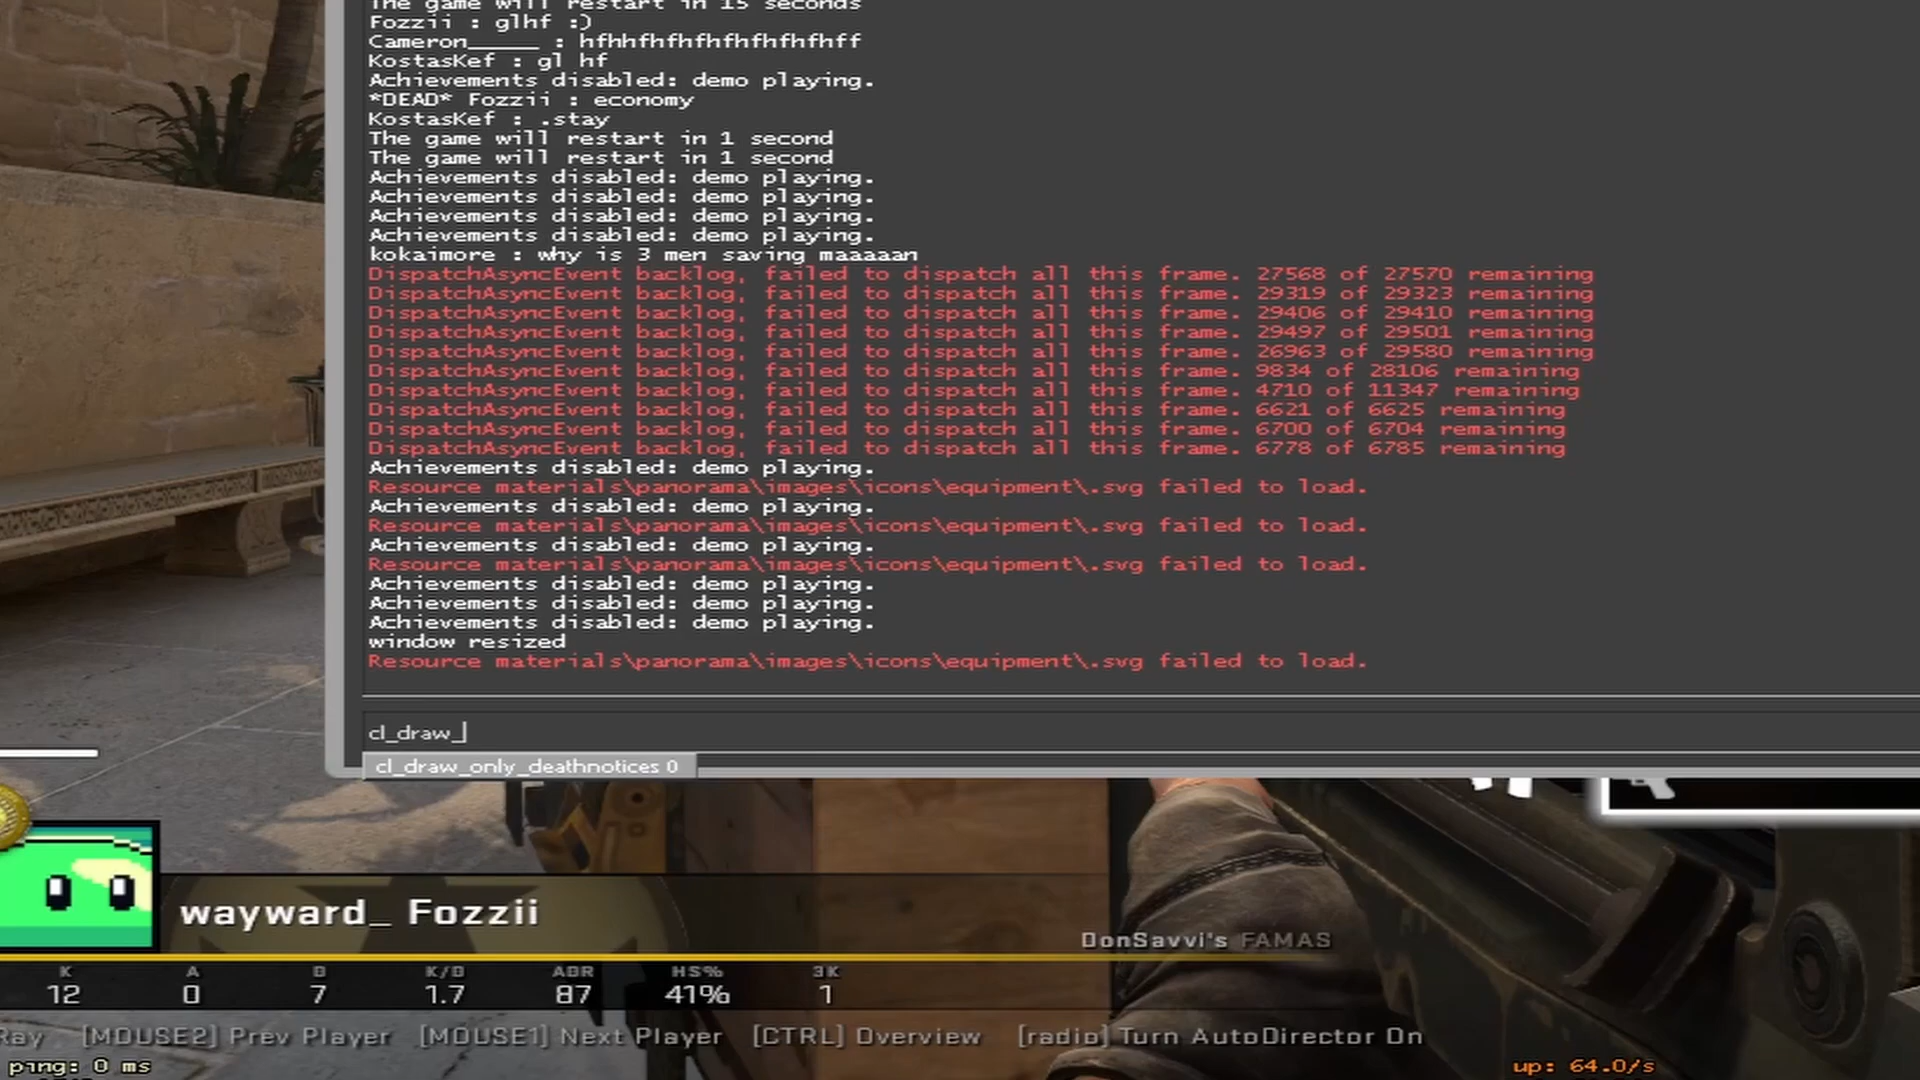 The game will restart in 15 seconds
Fozzii : glhf :)
Cameron_____ : hfhhfhfhfhfhfhfhfhff
KostasKef : gl hf
Achievements disabled: demo playing.
*DEAD* Fozzii : economy
KostasKef : .stay
The game will restart in 1 second
The game will restart in 1 second
Achievements disabled: demo playing.
Achievements disabled: demo playing.
Achievements disabled: demo playing.
Achievements disabled: demo playing.
kokaimore : why is 3 men saving maaaaan
DispatchAsyncEvent backlog, failed to dispatch all this frame. 27568 of 27570 remaining
DispatchAsyncEvent backlog, failed to dispatch all this frame. 29319 of 29323 remaining
DispatchAsyncEvent backlog, failed to dispatch all this frame. 29406 of 29410 remaining
DispatchAsyncEvent backlog, failed to dispatch all this frame. 29497 of 29501 remaining
DispatchAsyncEvent backlog, failed to dispatch all this frame. 26963 of 29580 remaining
DispatchAsyncEvent backlog, failed to dispatch all this frame. 9834 of 28106 remaining
DispatchAsyncEvent backlog, failed to dispatch all this frame. 4710 of 11347 remaining
DispatchAsyncEvent backlog, failed to dispatch all this frame. 6621 of 6625 remaining
DispatchAsyncEvent backlog, failed to dispatch all this frame. 6700 of 6704 remaining
DispatchAsyncEvent backlog, failed to dispatch all this frame. 6778 of 6785 remaining
Achievements disabled: demo playing.
Resource materials\panorama\images\icons\equipment\.svg failed to load.
Achievements disabled: demo playing.
Resource materials\panorama\images\icons\equipment\.svg failed to load.
Achievements disabled: demo playing.
Resource materials\panorama\images\icons\equipment\.svg failed to load.
Achievements disabled: demo playing.
Achievements disabled: demo playing.
Achievements disabled: demo playing.
window resized
Resource materials\panorama\images\icons\equipment\.svg failed to load.
cl_draw_
cl_draw_only_deathnotices 0
wayward_ Fozzii
DonSavvi's FAMAS
K A D K/D ADR HS% 3K
12 0 7 1.7 87 41% 1
Ray [MOUSE2] Prev Player [MOUSE1] Next Player [CTRL] Overview [radio] Turn AutoDirector On
ping: 0 ms
up: 64.0/s